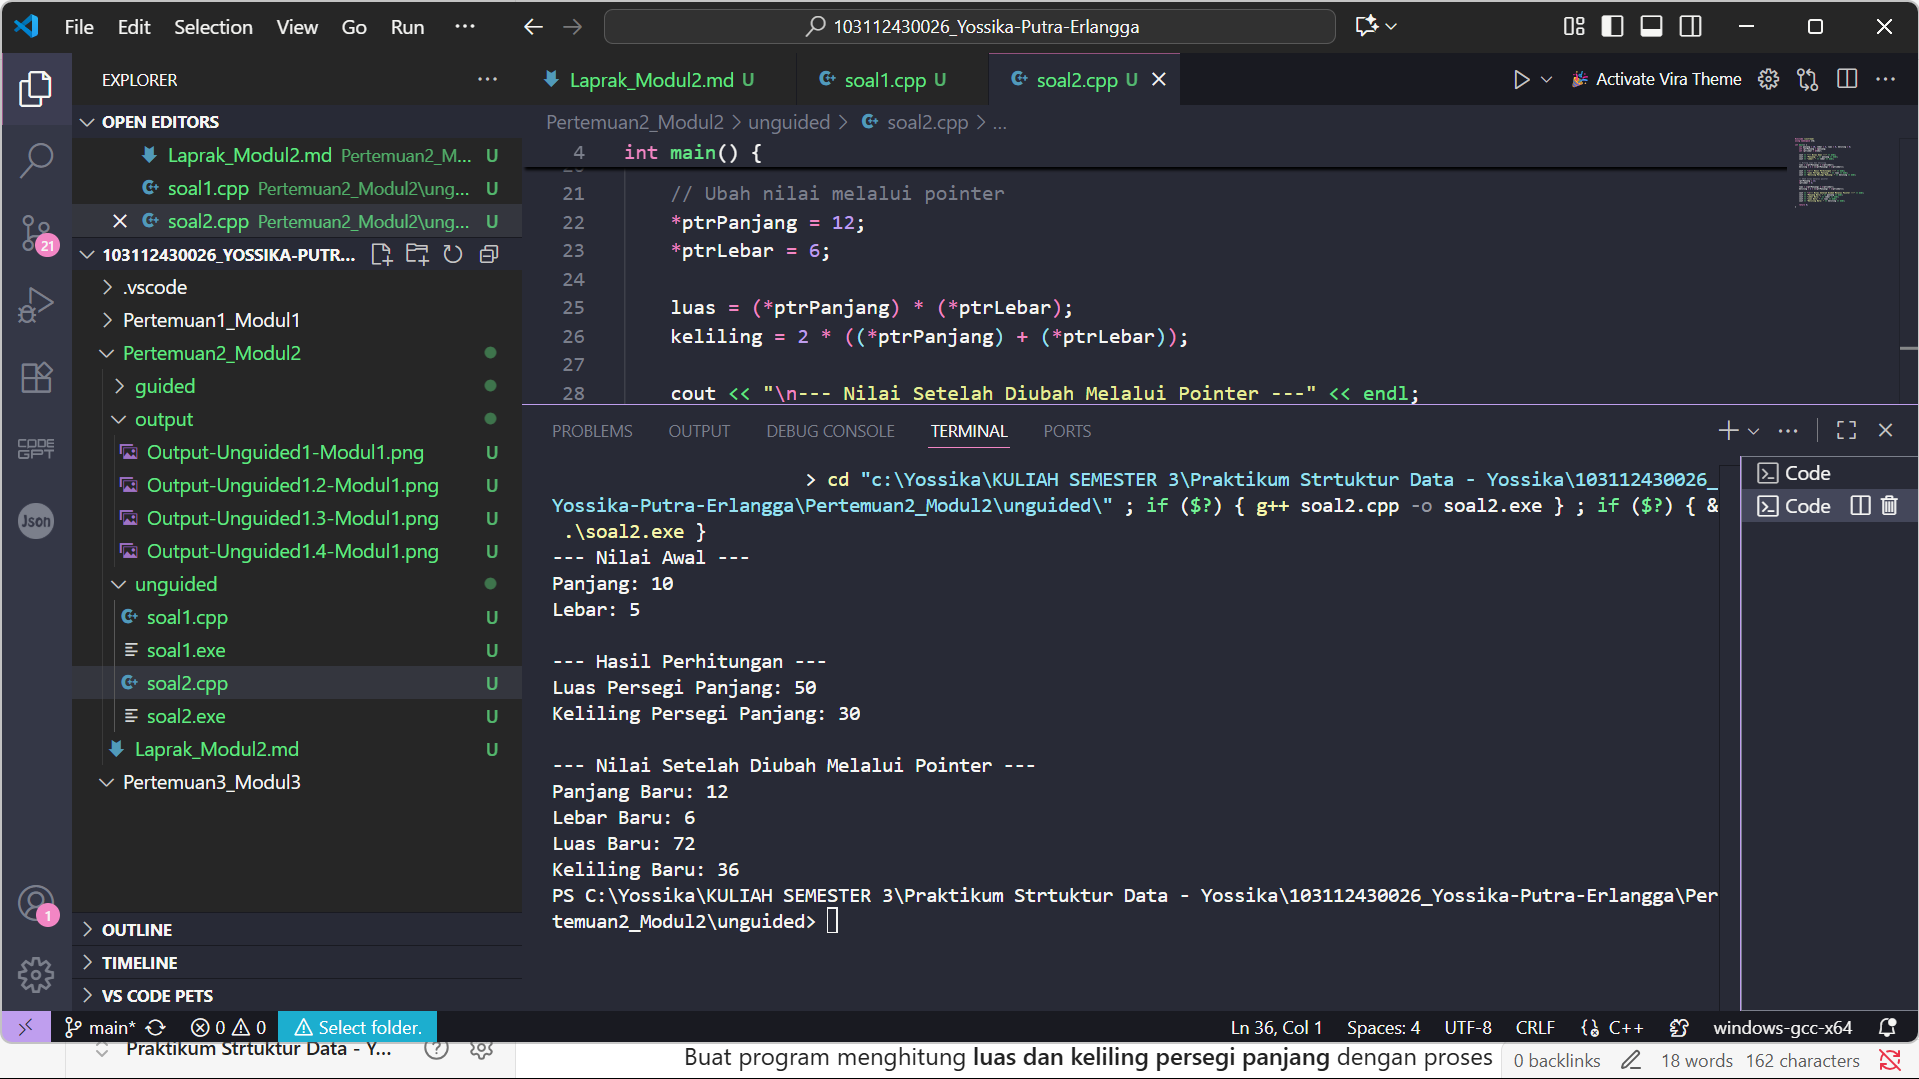 File Edit Selection View Go Run ··· 103112430026_Yossika-Putra-Erlangga
EXPLORER ···
OPEN EDITORS
Laprak_Modul2.md Pertemuan2_M... U
soal1.cpp Pertemuan2_Modul2\ung... U
soal2.cpp Pertemuan2_Modul2\ung... U
103112430026_YOSSIKA-PUTR...
.vscode
Pertemuan1_Modul1
Pertemuan2_Modul2
guided
output
Output-Unguided1-Modul1.png U
Output-Unguided1.2-Modul1.png U
Output-Unguided1.3-Modul1.png U
Output-Unguided1.4-Modul1.png U
unguided
soal1.cpp U
soal1.exe U
soal2.cpp U
soal2.exe U
Laprak_Modul2.md U
Pertemuan3_Modul3
OUTLINE
TIMELINE
VS CODE PETS
21
CODE GPT
Json
1
Laprak_Modul2.md U soal1.cpp U soal2.cpp U Activate Vira Theme ···
Pertemuan2_Modul2 > unguided > soal2.cpp > ...
4 int main() {
21 // Ubah nilai melalui pointer
22 *ptrPanjang = 12;
23 *ptrLebar = 6;
24
25 luas = (*ptrPanjang) * (*ptrLebar);
26 keliling = 2 * ((*ptrPanjang) + (*ptrLebar));
27
28 cout << "\n--- Nilai Setelah Diubah Melalui Pointer ---" << endl;
PROBLEMS OUTPUT DEBUG CONSOLE TERMINAL PORTS
> cd "c:\Yossika\KULIAH SEMESTER 3\Praktikum Strtuktur Data - Yossika\103112430026_
Yossika-Putra-Erlangga\Pertemuan2_Modul2\unguided\" ; if ($?) { g++ soal2.cpp -o soal2.exe } ; if ($?) { &
.\soal2.exe }
--- Nilai Awal ---
Panjang: 10
Lebar: 5
--- Hasil Perhitungan ---
Luas Persegi Panjang: 50
Keliling Persegi Panjang: 30
--- Nilai Setelah Diubah Melalui Pointer ---
Panjang Baru: 12
Lebar Baru: 6
Luas Baru: 72
Keliling Baru: 36
PS C:\Yossika\KULIAH SEMESTER 3\Praktikum Strtuktur Data - Yossika\103112430026_Yossika-Putra-Erlangga\Per
temuan2_Modul2\unguided>
Code
Code
main* 0 0 Select folder. Ln 36, Col 1 Spaces: 4 UTF-8 CRLF C++ windows-gcc-x64
Praktikum Strtuktur Data - Y... Buat program menghitung luas dan keliling persegi panjang dengan proses 0 backlinks 18 words 162 characters